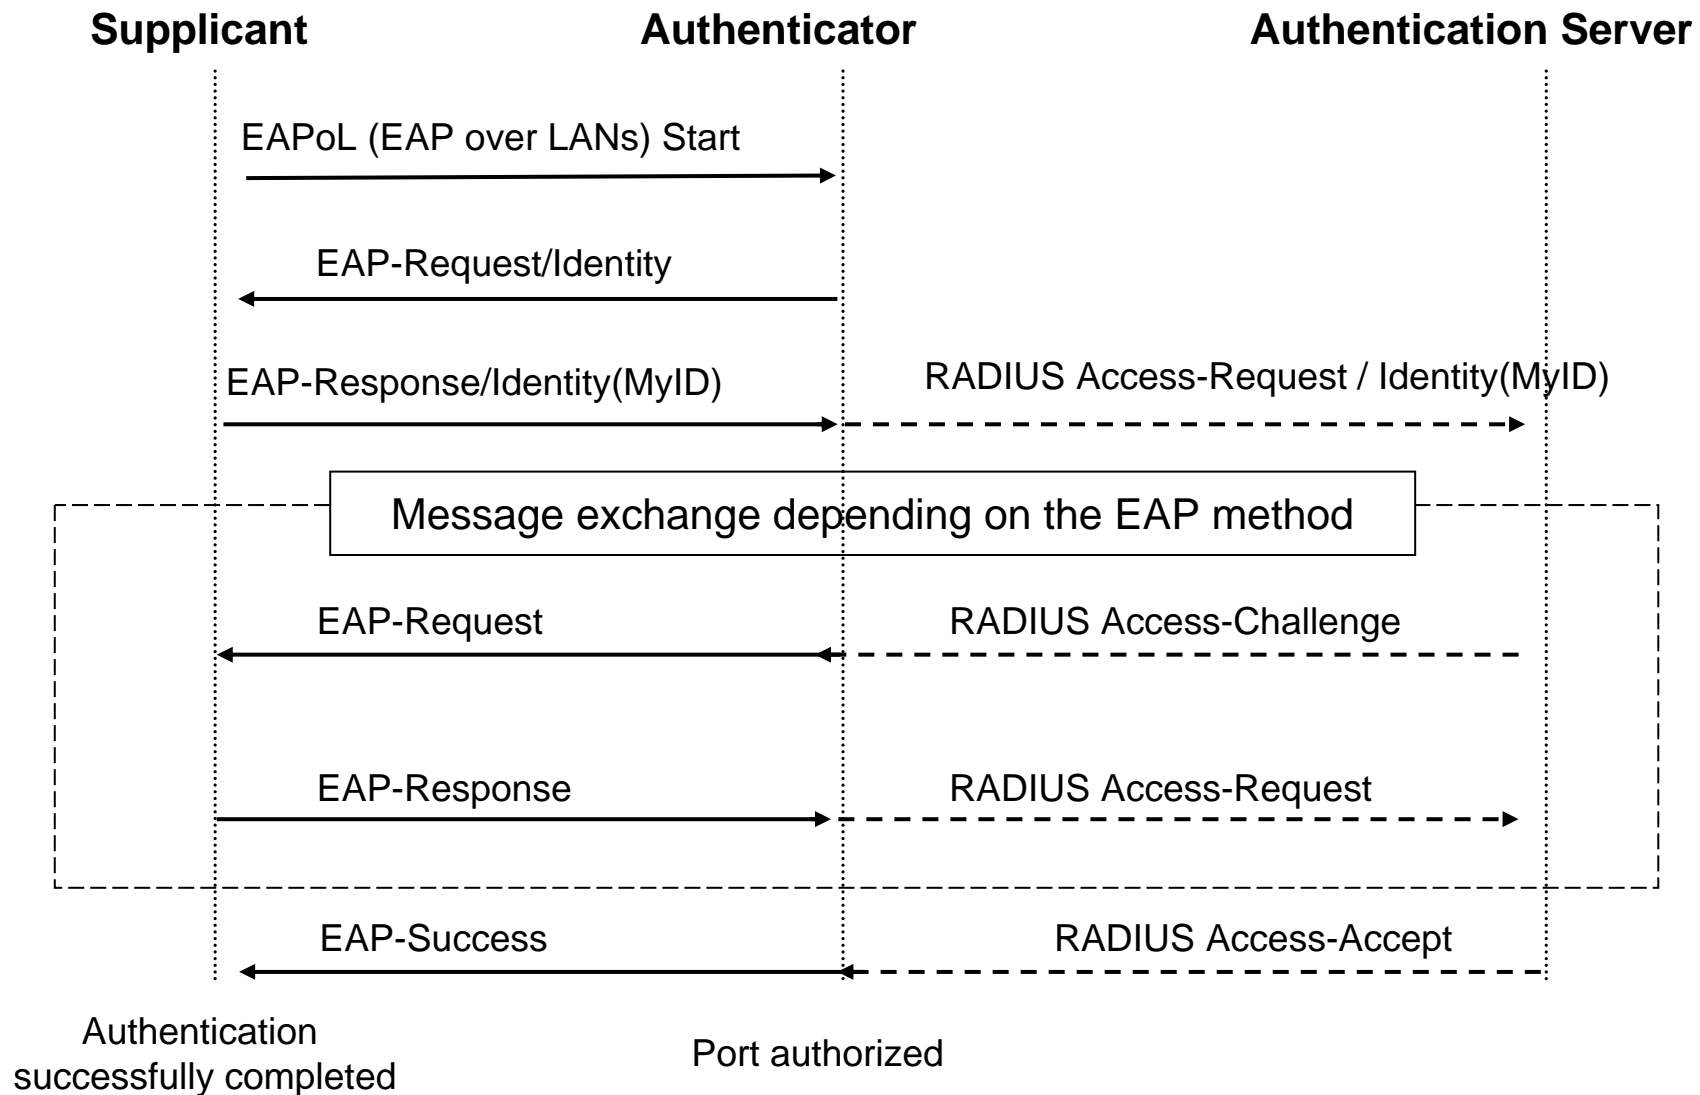 Supplicant
Authenticator
Authentication Server
EAPoL (EAP over LANs) Start
EAP-Request/Identity
EAP-Response/Identity(MyID)
RADIUS Access-Request / Identity(MyID)
Message exchange depending on the EAP method
EAP-Request
RADIUS Access-Challenge
EAP-Response
RADIUS Access-Request
EAP-Success
RADIUS Access-Accept
Authentication
successfully completed
Port authorized